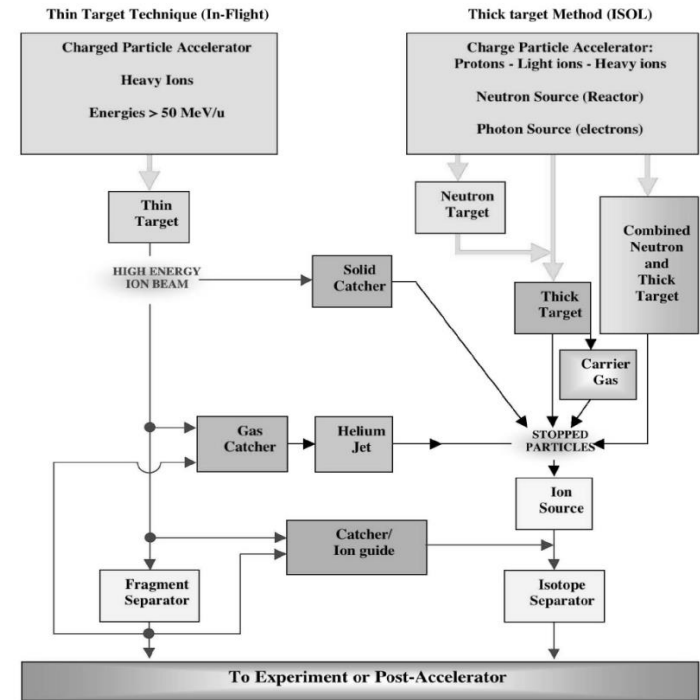 Thin Target Technique (In-Flight)
Thick target Method (ISOL)
Charged Particle Accelerator
Heavy Ions
Energies > 50 MeV/u
Charge Particle Accelerator:
Protons - Light ions - Heavy ions
Neutron Source (Reactor)
Photon Source (electrons)
Thin
Target
Neutron
Target
Combined
Neutron
and
Thick
Target
HIGH ENERGY
ION BEAM
Solid
Catcher
Thick
Target
Carrier
Gas
Gas
Catcher
Helium
Jet
STOPPED
PARTICLES
Ion
Source
Catcher/
Ion guide
Fragment
Separator
Isotope
Separator
To Experiment or Post-Accelerator